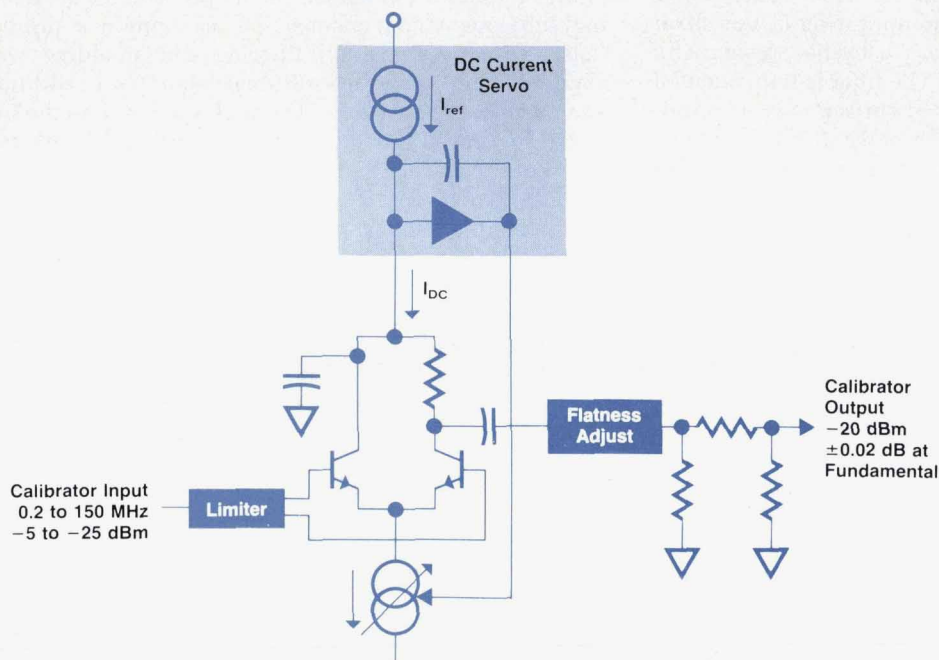 DC Current
Servo
I_ref
I_DC
Flatness
Adjust
Calibrator
Output
−20 dBm
±0.02 dB at
Fundamental
Calibrator Input
0.2 to 150 MHz
−5 to −25 dBm
Limiter